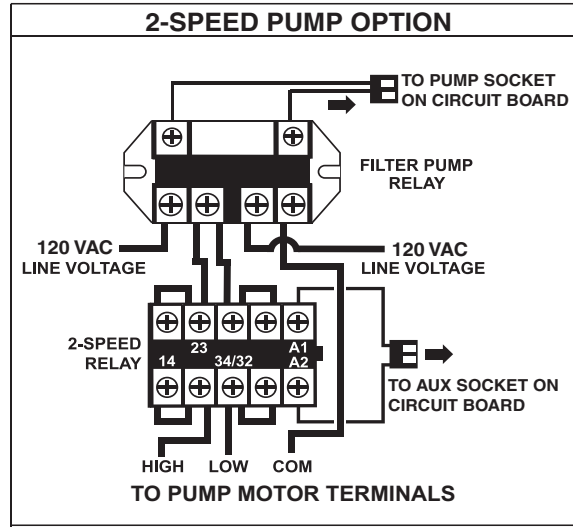 2-SPEED PUMP OPTION
TO PUMP SOCKET
ON CIRCUIT BOARD
FILTER PUMP
RELAY
120 VAC
LINE VOLTAGE
120 VAC
LINE VOLTAGE
2-SPEED
RELAY
23
A1
14
34/32
A2
TO AUX SOCKET ON
CIRCUIT BOARD
HIGH LOW COM
TO PUMP MOTOR TERMINALS